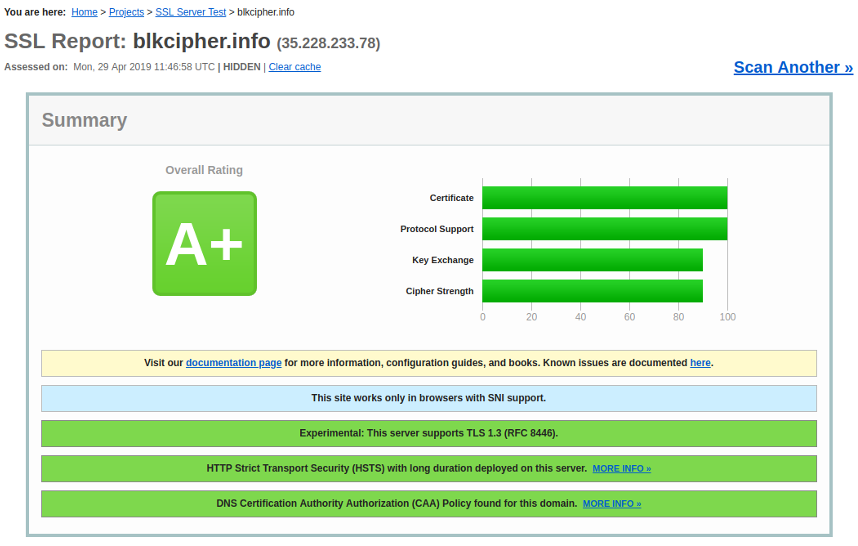 You are here: Home > Projects > SSL Server Test > blkcipher.info
SSL Report: blkcipher.info (35.228.233.78)
Assessed on: Mon, 29 Apr 2019 11:46:58 UTC | HIDDEN | Clear cache
Scan Another »
Summary
Overall Rating
A+
Certificate
Protocol Support
Key Exchange
Cipher Strength
0 20 40 60 80 100
Visit our documentation page for more information, configuration guides, and books. Known issues are documented here.
This site works only in browsers with SNI support.
Experimental: This server supports TLS 1.3 (RFC 8446).
HTTP Strict Transport Security (HSTS) with long duration deployed on this server. MORE INFO »
DNS Certification Authority Authorization (CAA) Policy found for this domain. MORE INFO »